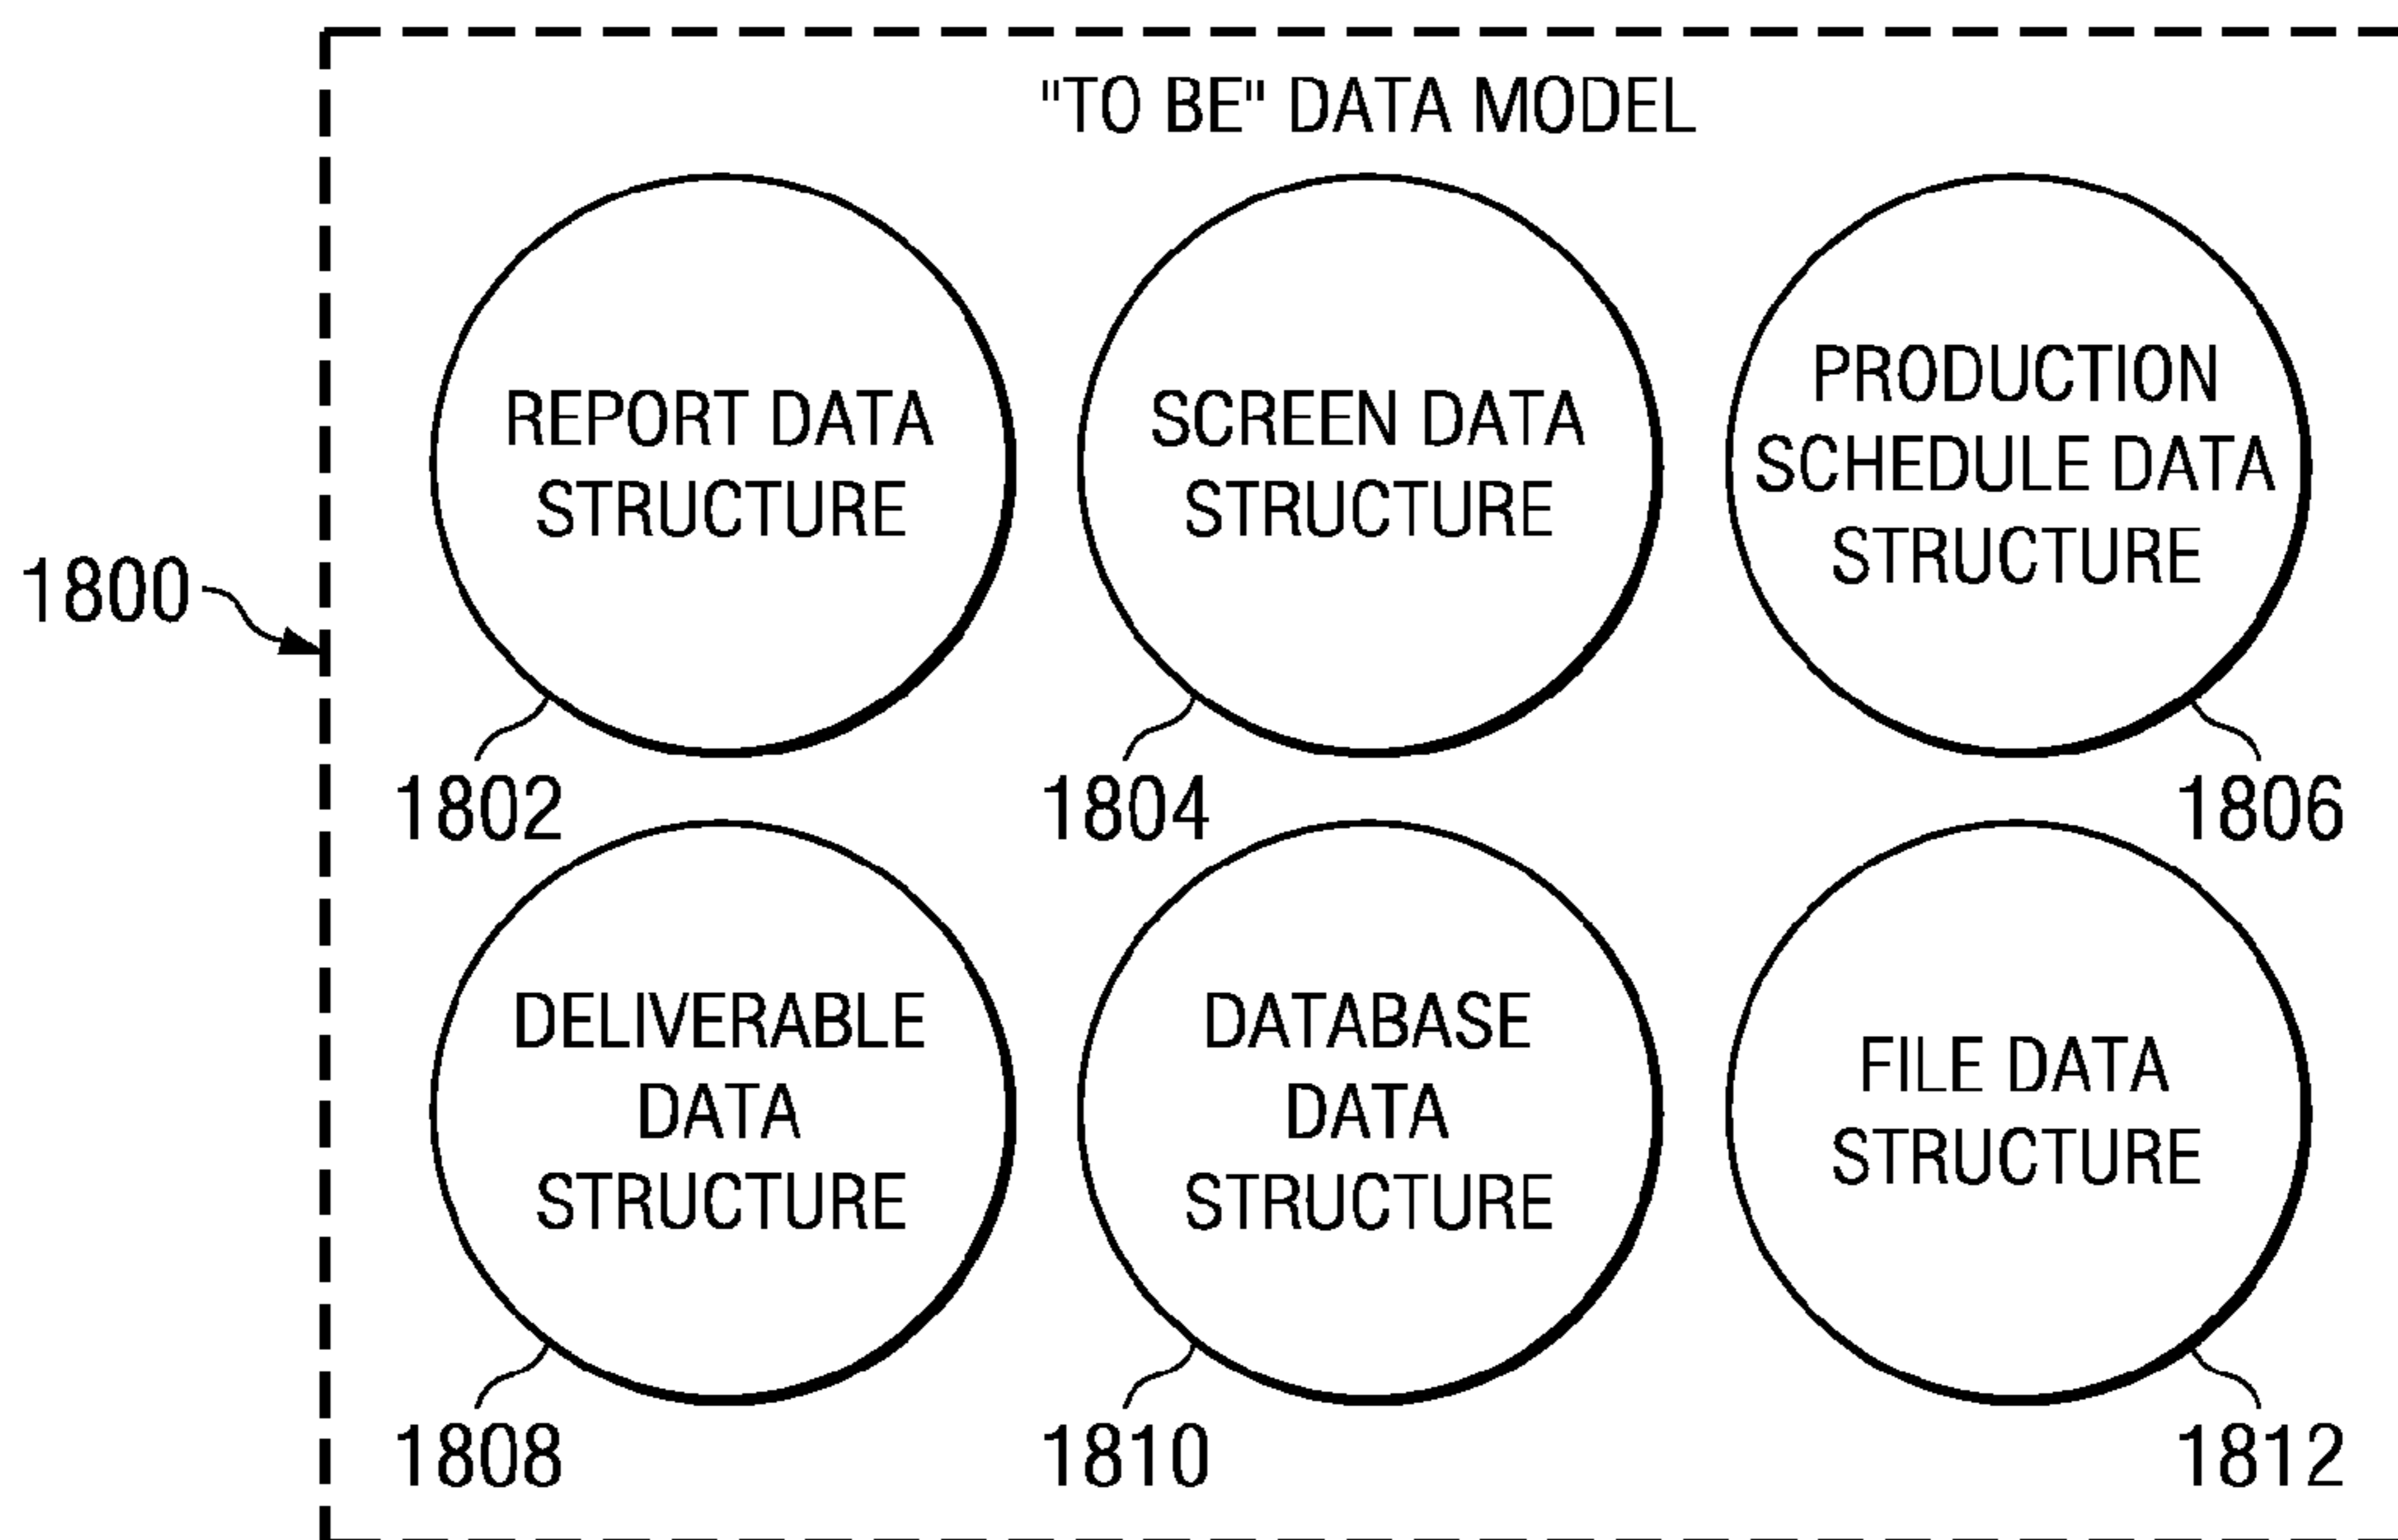 "TO BE" DATA MODEL
REPORT DATA
STRUCTURE
SCREEN DATA
STRUCTURE
PRODUCTION
SCHEDULE DATA
STRUCTURE
1800
1802
1804
1806
DELIVERABLE
DATA
STRUCTURE
DATABASE
DATA
STRUCTURE
FILE DATA
STRUCTURE
1808
1810
1812